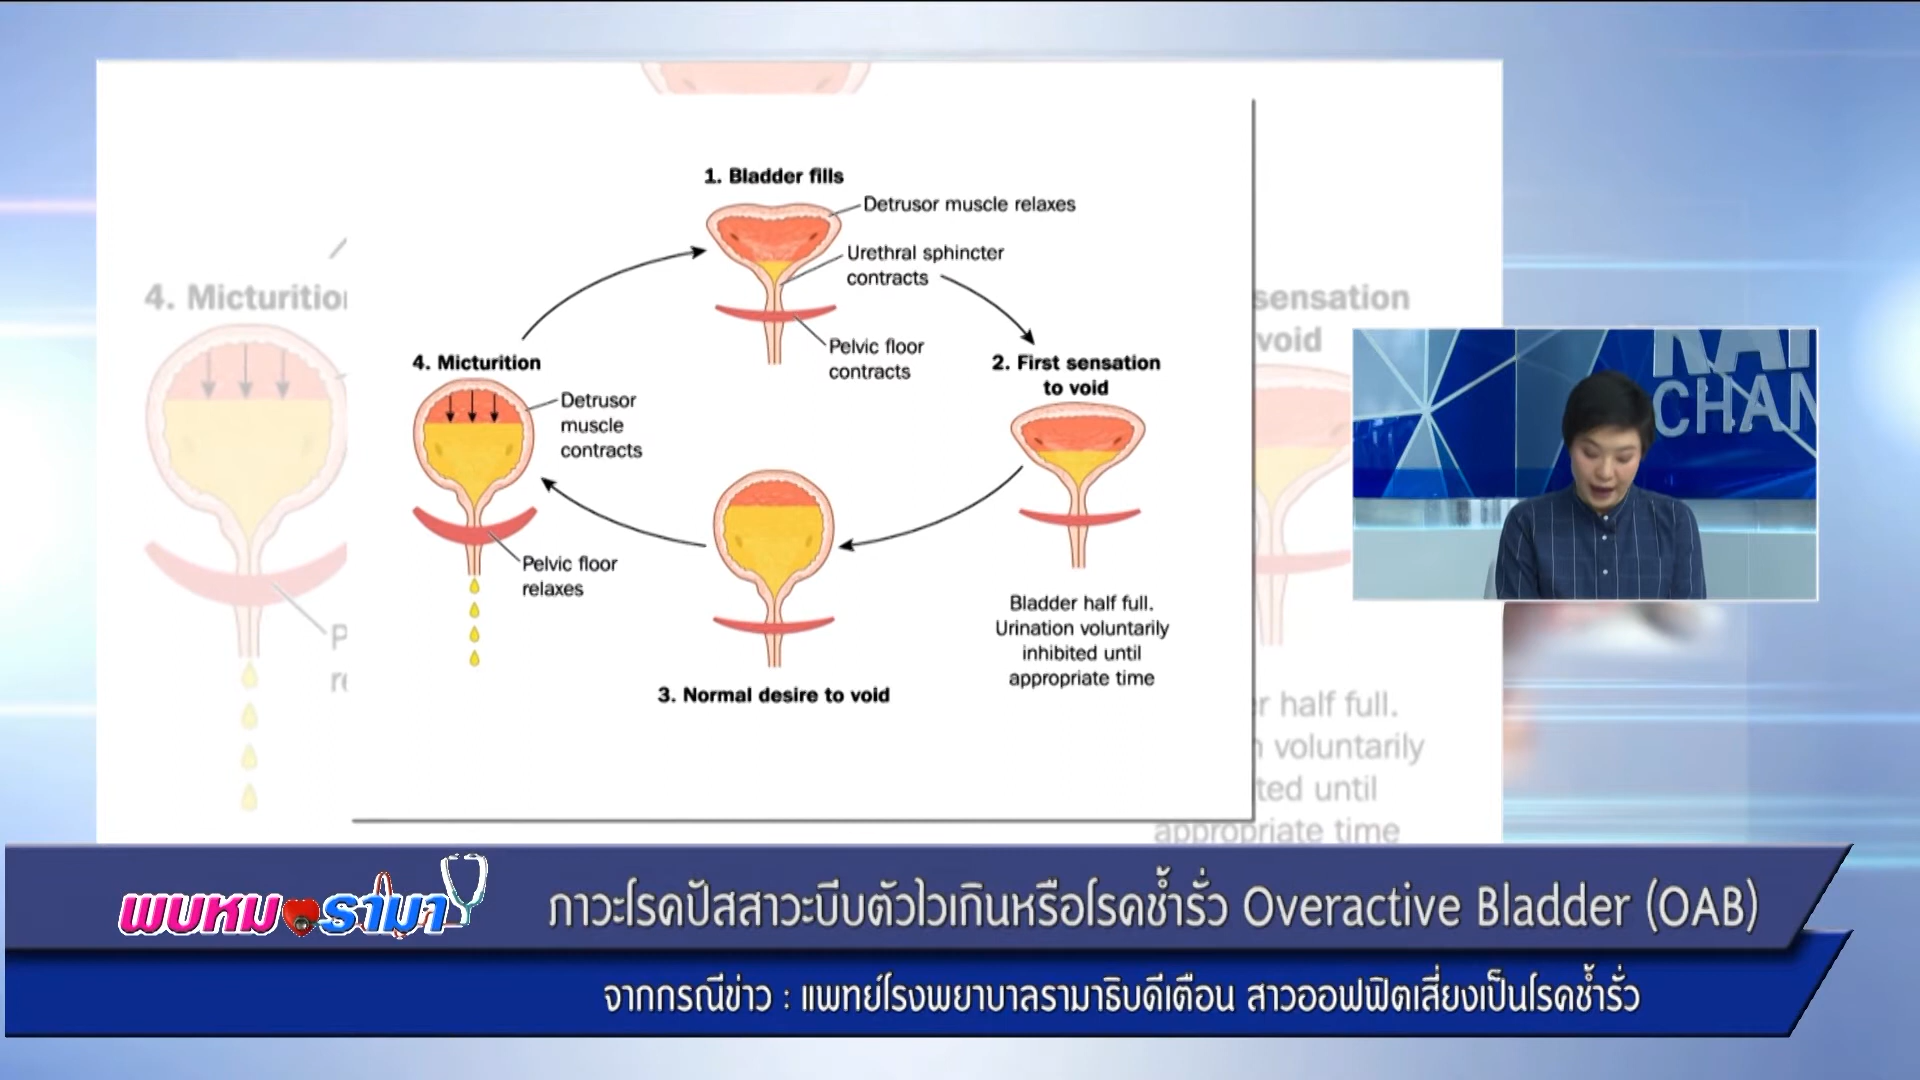 1. Bladder fills
Detrusor muscle relaxes
Urethral sphincter
contracts
Pelvic floor
contracts
2. First sensation
to void
Bladder half full.
Urination voluntarily
inhibited until
appropriate time
3. Normal desire to void
4. Micturition
Detrusor
muscle
contracts
Pelvic floor
relaxes
4. Micturition
sensation
void
half full.
voluntarily
ted until
appropriate time
CHAN
พบหมอรามา
ภาวะโรคปัสสาวะบีบตัวไวเกินหรือโรคช้ำรั่ว Overactive Bladder (OAB)
จากกรณีข่าว : แพทย์โรงพยาบาลรามาธิบดีเตือน สาวออฟฟิตเสี่ยงเป็นโรคช้ำรั่ว